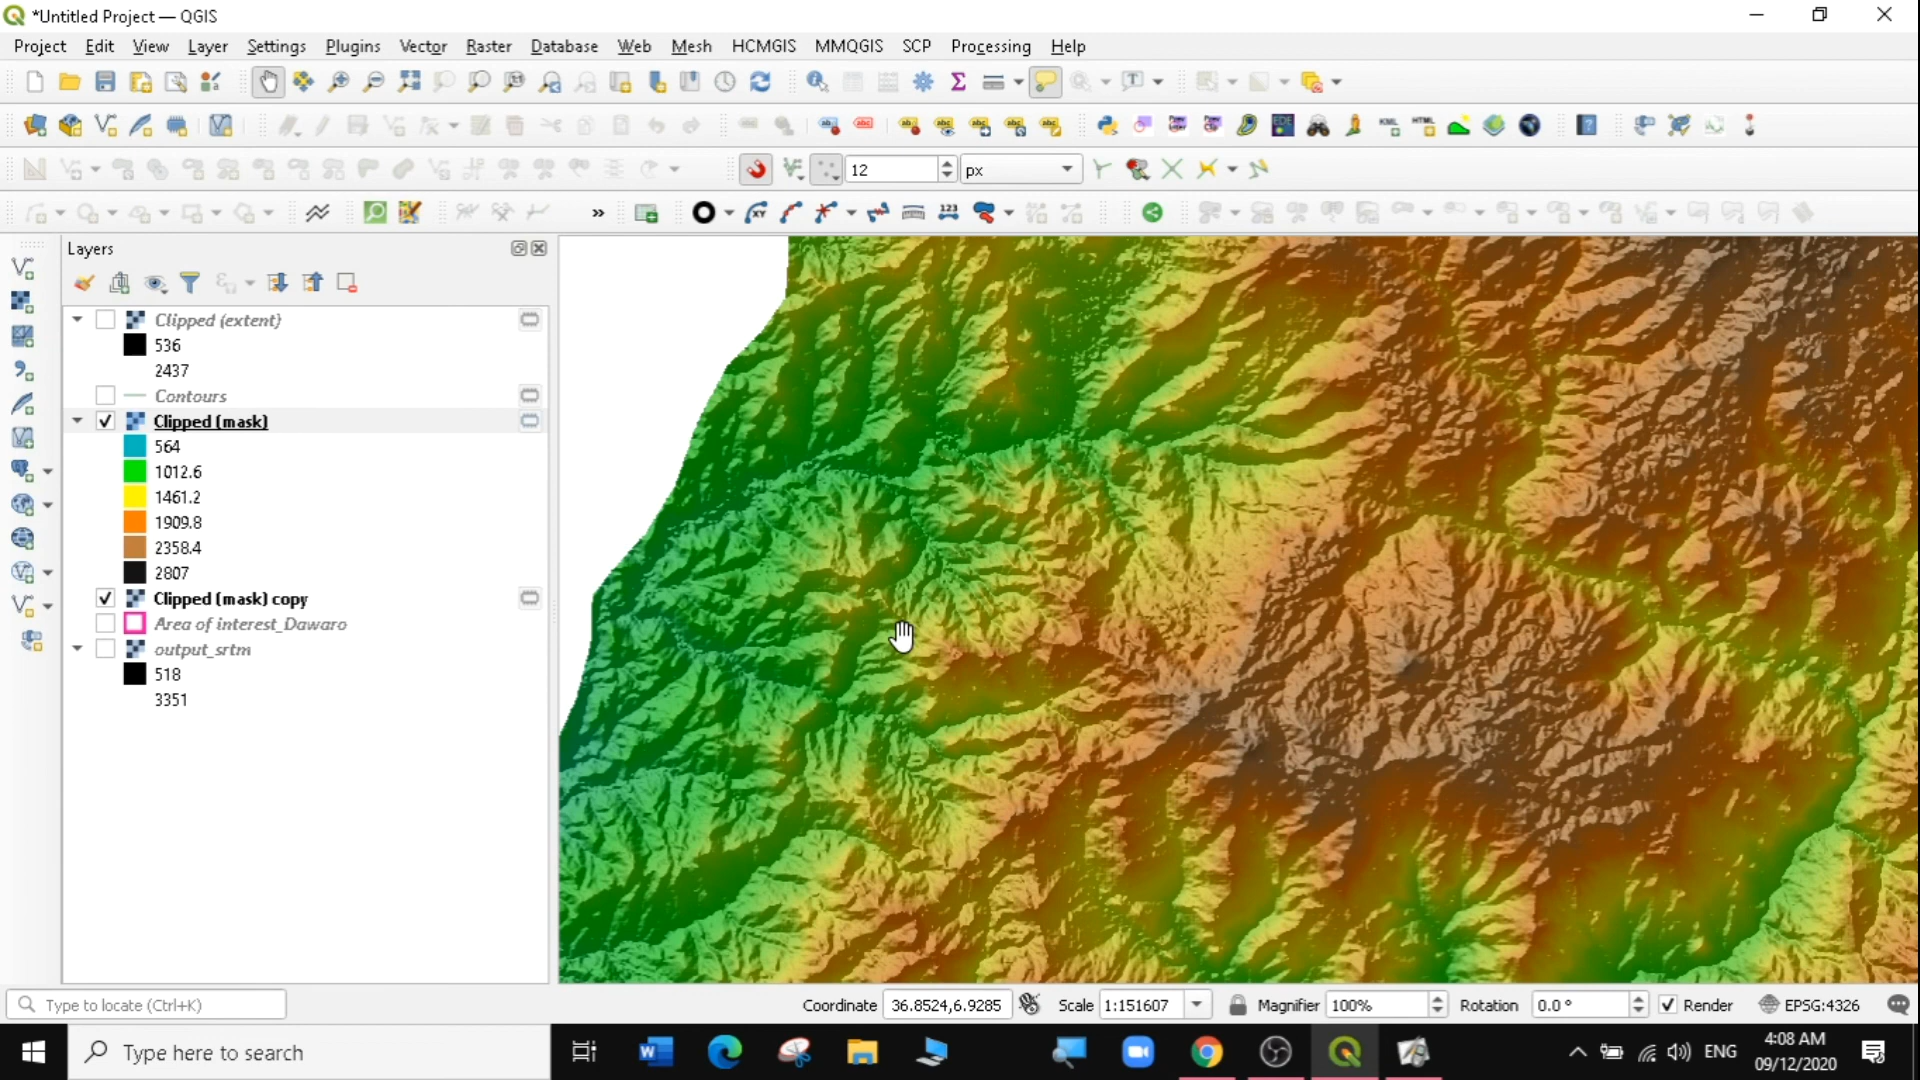 *Untitled Project — QGIS
Project Edit View Layer Settings Plugins Vector Raster Database Web Mesh HCMGIS MMQGIS SCP Processing Help
12 px
Layers
Clipped (extent)
536
2437
Contours
Clipped (mask)
564
1012.6
1461.2
1909.8
2358.4
2807
Clipped (mask) copy
Area of interest_Dawaro
output_srtm
518
3351
Type to locate (Ctrl+K) Coordinate 36.8524,6.9285 Scale 1:151607 Magnifier 100% Rotation 0.0 ° Render EPSG:4326
Type here to search ENG 4:08 AM
09/12/2020